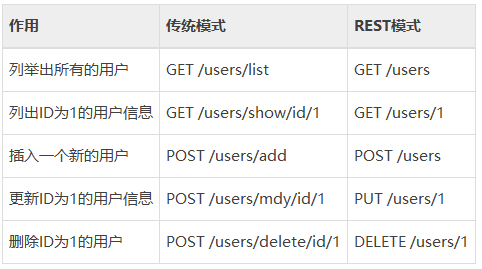 作用 传统模式 REST模式
列举出所有的用户 GET /users/list GET /users
列出ID为1的用户信息 GET /users/show/id/1 GET /users/1
插入一个新的用户 POST /users/add POST /users
更新ID为1的用户信息 POST /users/mdy/id/1 PUT /users/1
删除ID为1的用户 POST /users/delete/id/1 DELETE /users/1